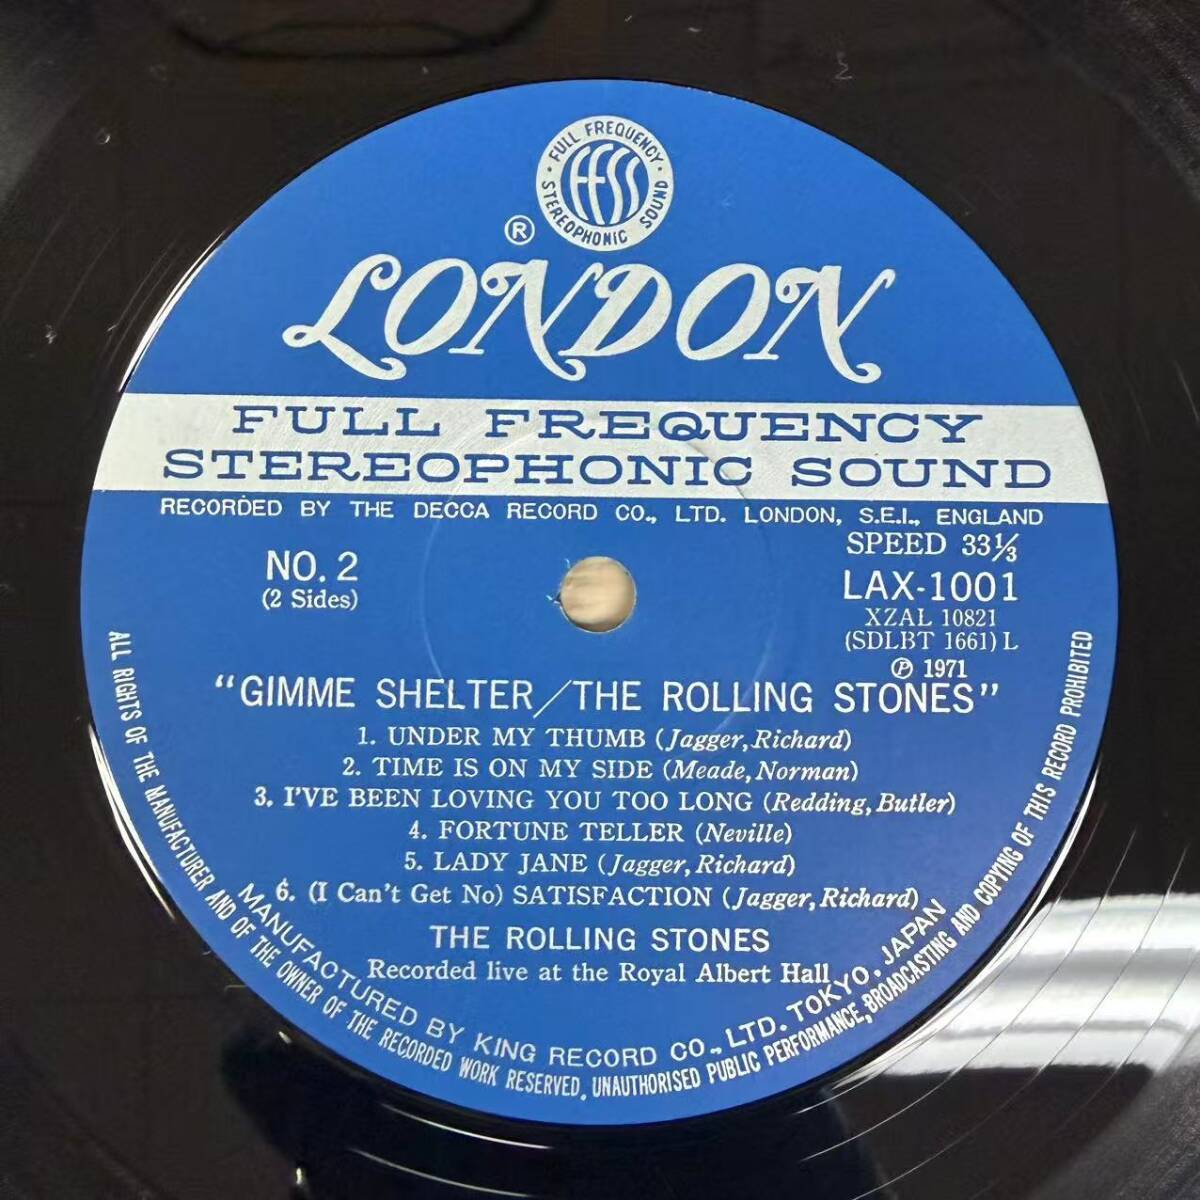 FULL FREQUENCY
FFSS
STEREOPHONIC SOUND
®
LONDON
FULL FREQUENCY
STEREOPHONIC SOUND
RECORDED BY THE DECCA RECORD CO., LTD. LONDON, S.E.I., ENGLAND
SPEED 33⅓
NO. 2
(2 Sides)
LAX-1001
XZAL 10821
(SDLBT 1661) L
Ⓟ 1971
"GIMME SHELTER/THE ROLLING STONES"
1. UNDER MY THUMB (Jagger, Richard)
2. TIME IS ON MY SIDE (Meade, Norman)
3. I'VE BEEN LOVING YOU TOO LONG (Redding, Butler)
4. FORTUNE TELLER (Neville)
5. LADY JANE (Jagger, Richard)
6. (I Can't Get No) SATISFACTION (Jagger, Richard)
THE ROLLING STONES
Recorded live at the Royal Albert Hall
MANUFACTURED BY KING RECORD CO., LTD. TOKYO, JAPAN
ALL RIGHTS OF THE MANUFACTURER AND OF THE OWNER OF THE RECORDED WORK RESERVED, UNAUTHORISED PUBLIC PERFORMANCE, BROADCASTING AND COPYING OF THIS RECORD PROHIBITED